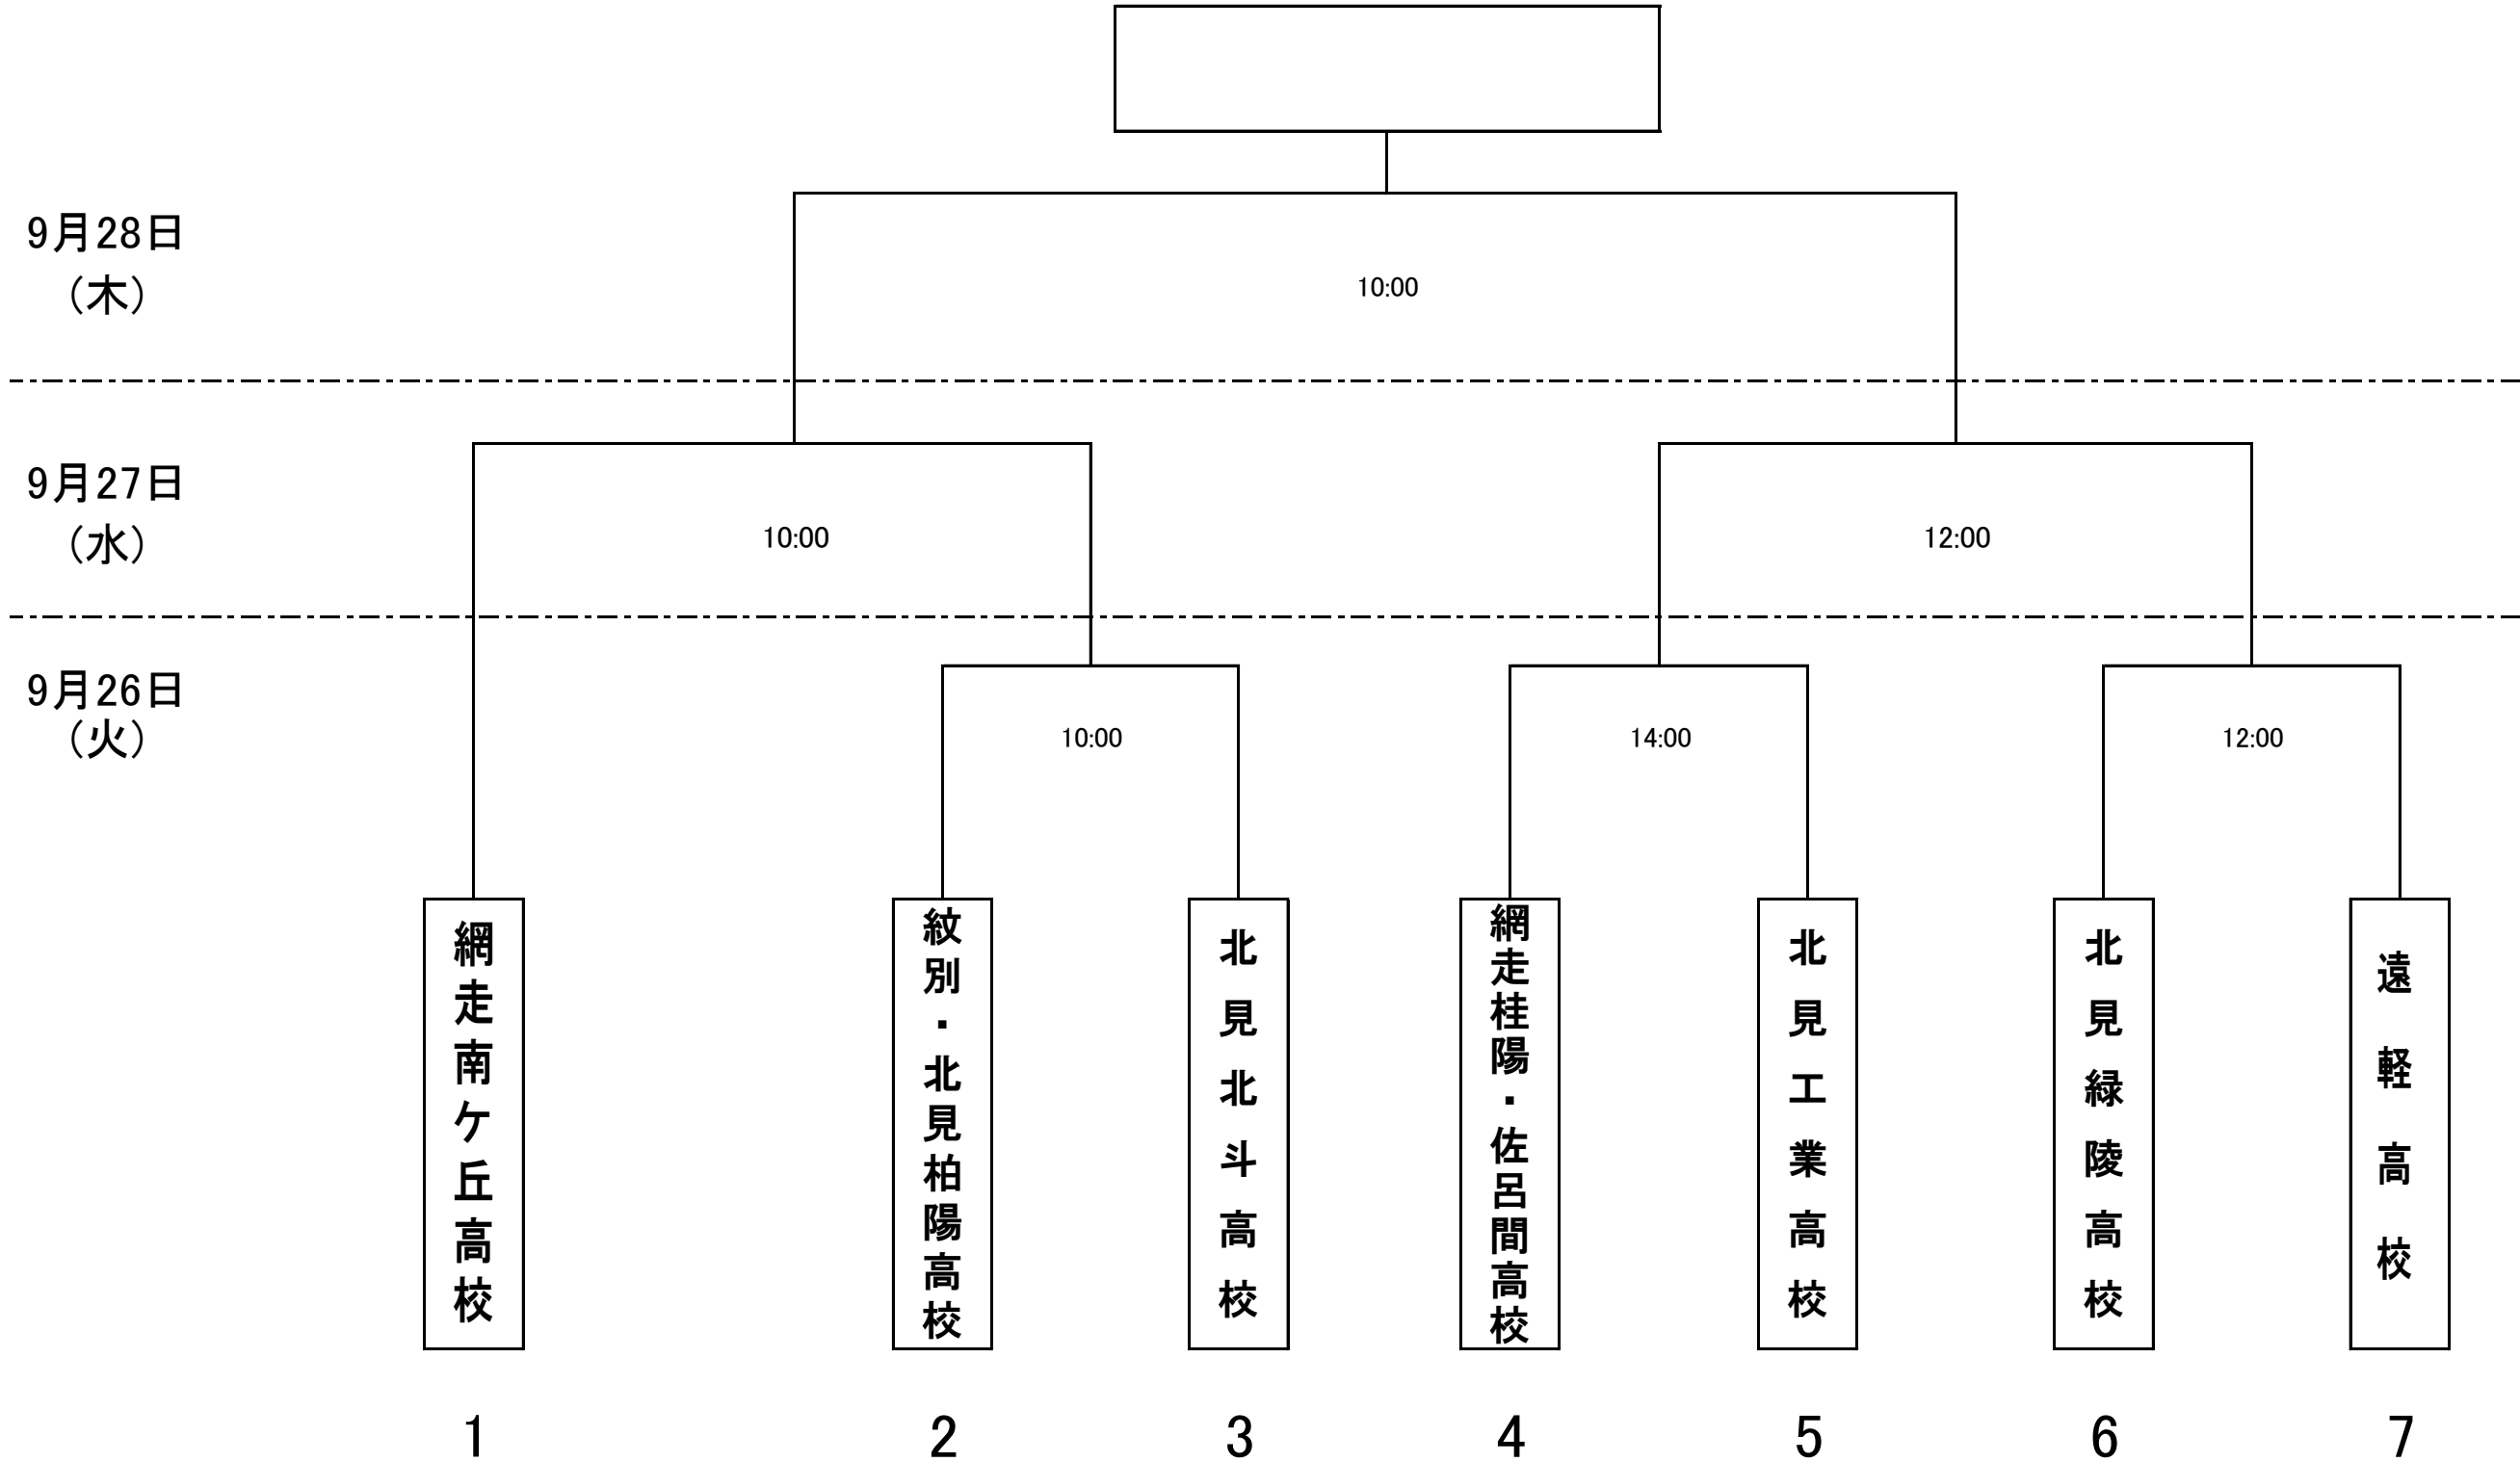 9月28日
（木）
10:00
9月27日
（水）
10:00
12:00
9月26日
（火）
10:00
14:00
12:00
網走南ケ丘高校
紋別・北見柏陽高校
北見北斗高校
網走桂陽・佐呂間高校
北見工業高校
北見緑陵高校
遠軽高校
1
2
3
4
5
6
7